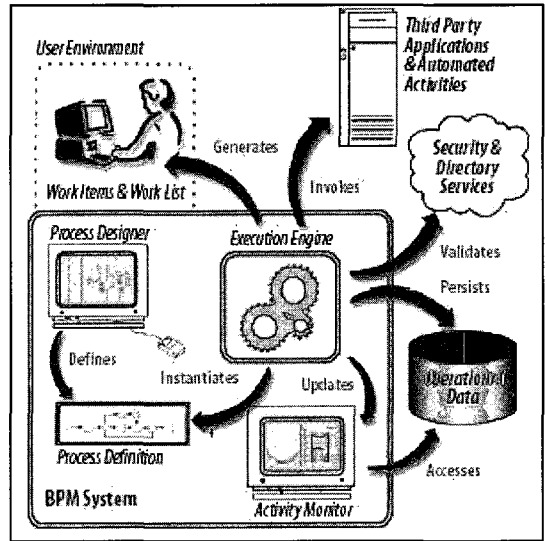 User Environment
Third Party
Applications
& Automated
Activities
Generates
Security &
Directory
Services
Invokes
Work Items & Work List
Process Designer
Execution Engine
Validates
Persists
Defines
Instantiates
Updates
Operational
Data
Process Definition
Accesses
BPM System
Activity Monitor